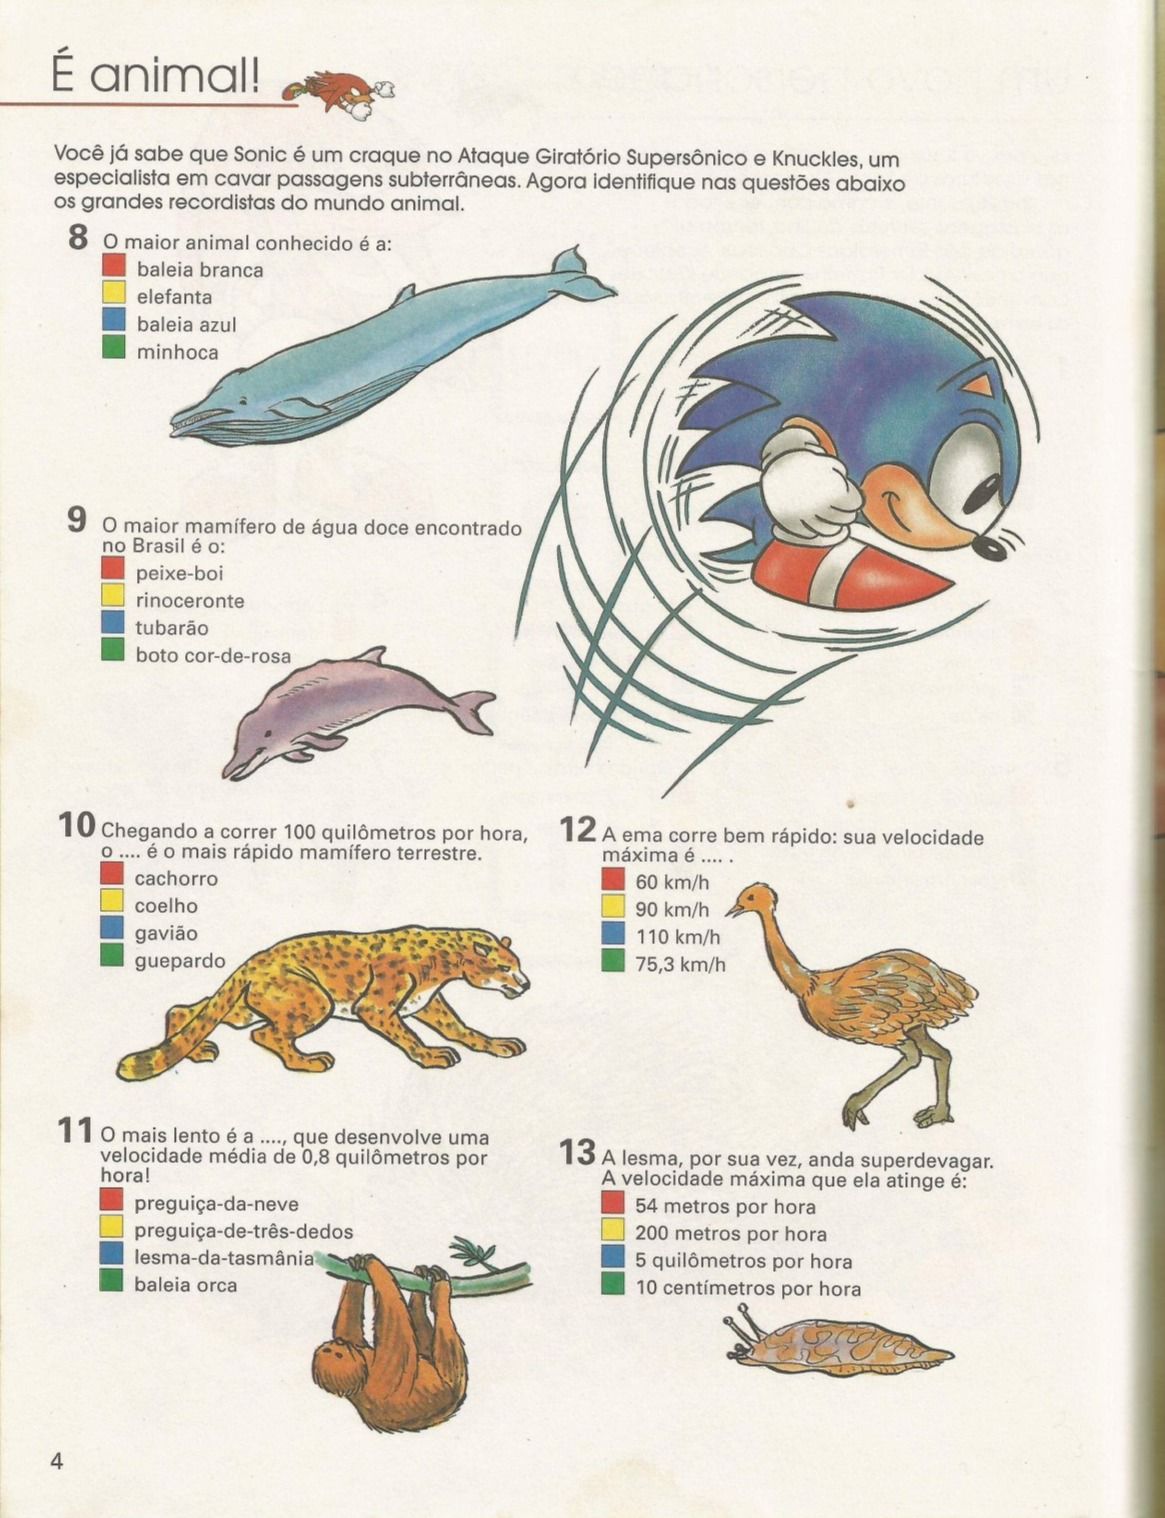 É animal!
Você já sabe que Sonic é um craque no Ataque Giratório Supersônico e Knuckles, um
especialista em cavar passagens subterrâneas. Agora identifique nas questões abaixo
os grandes recordistas do mundo animal.
8 O maior animal conhecido é a:
baleia branca
elefanta
baleia azul
minhoca
9 O maior mamífero de água doce encontrado
no Brasil é o:
peixe-boi
rinoceronte
tubarão
boto cor-de-rosa
10 Chegando a correr 100 quilômetros por hora,
o .... é o mais rápido mamífero terrestre.
cachorro
coelho
gavião
guepardo
11 O mais lento é a ...., que desenvolve uma
velocidade média de 0,8 quilômetros por
hora!
preguiça-da-neve
preguiça-de-três-dedos
lesma-da-tasmânia
baleia orca
12 A ema corre bem rápido: sua velocidade
máxima é .... .
60 km/h
90 km/h
110 km/h
75,3 km/h
13 A lesma, por sua vez, anda superdevagar.
A velocidade máxima que ela atinge é:
54 metros por hora
200 metros por hora
5 quilômetros por hora
10 centímetros por hora
4